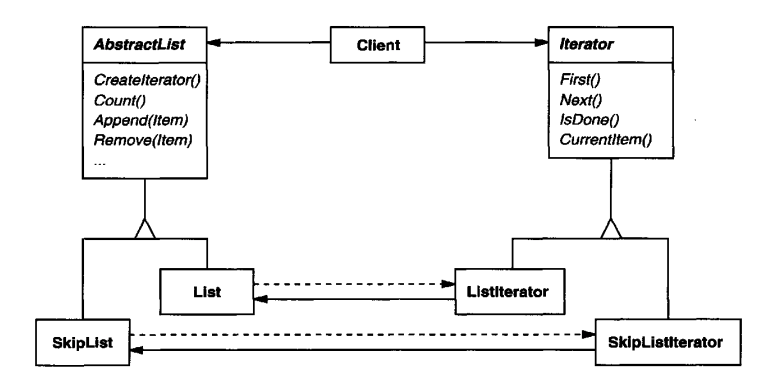 AbstractList
CreateIterator()
Count()
Append(Item)
Remove(Item)
...
Client
Iterator
First()
Next()
IsDone()
CurrentItem()
List
ListIterator
SkipList
SkipListIterator